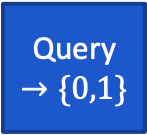 Query
→ {0,1}